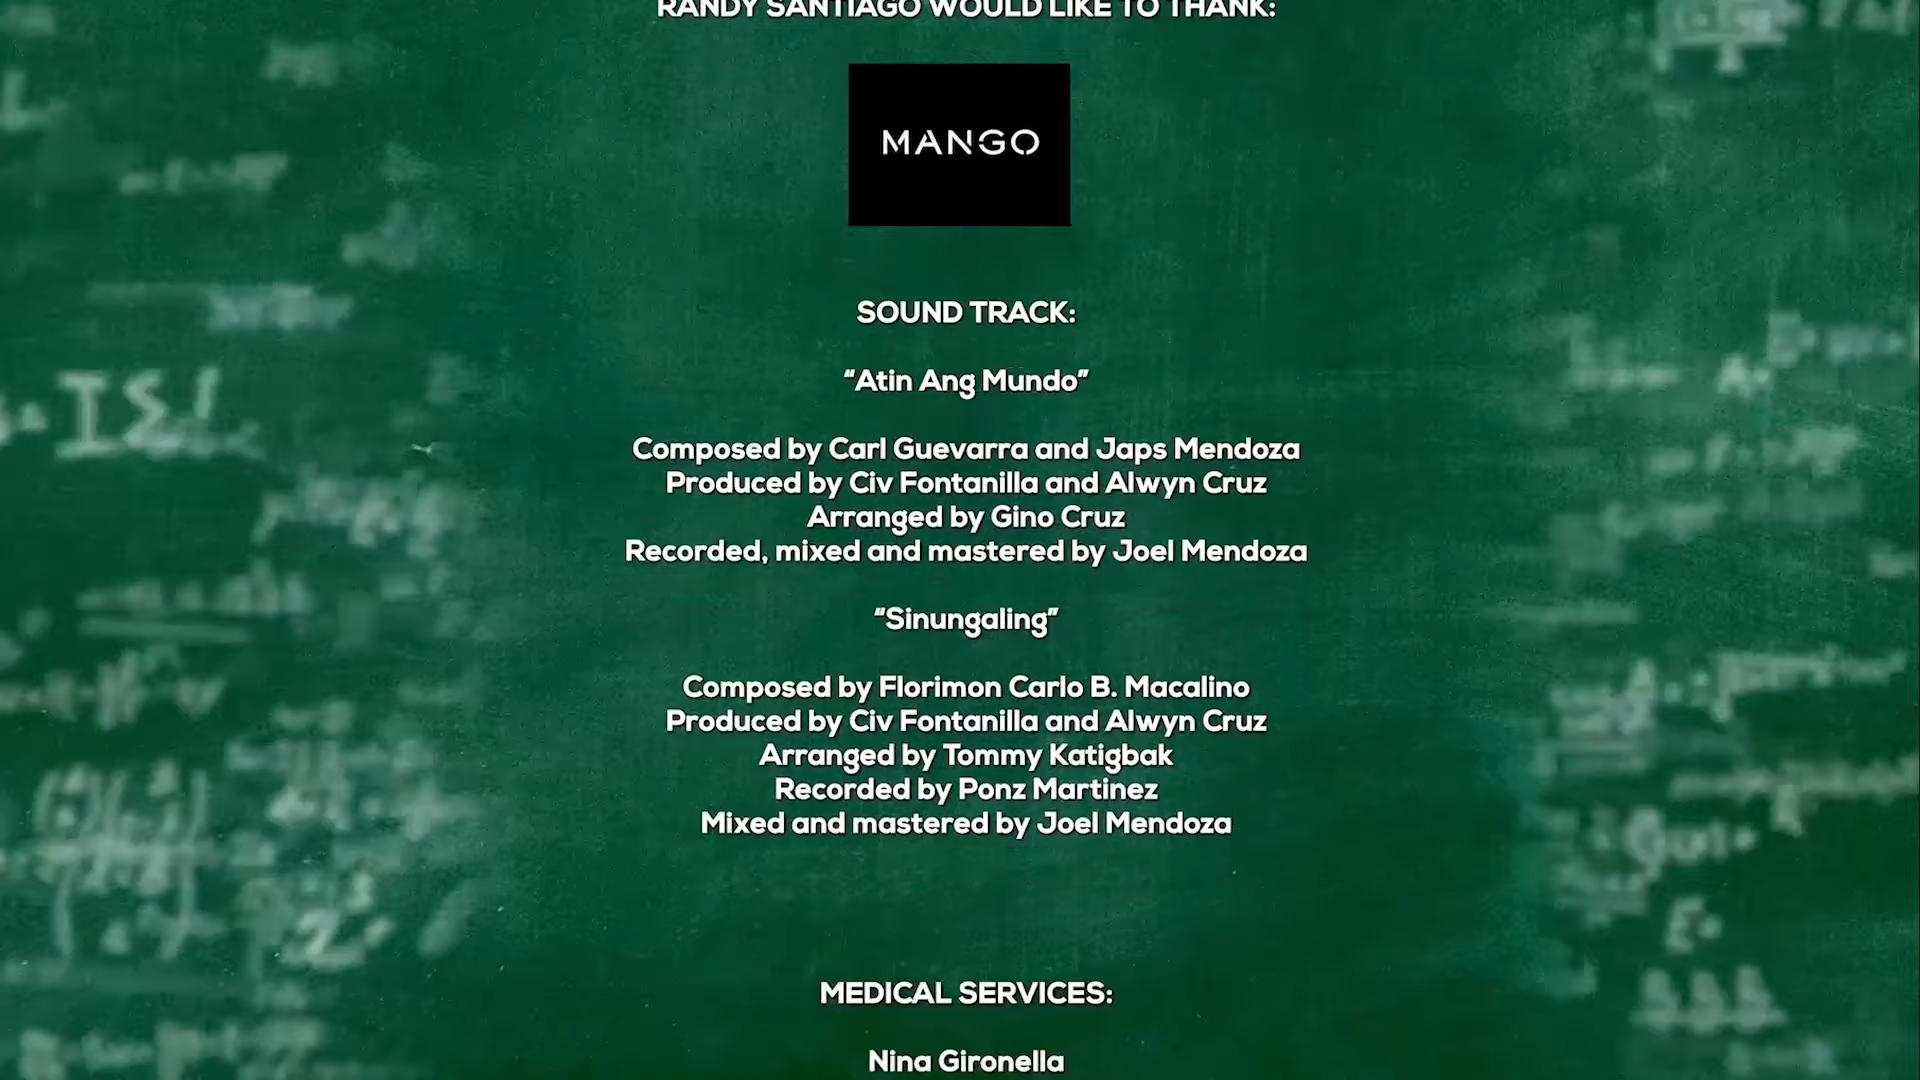 RANDY SANTIAGO WOULD LIKE TO THANK:
MANGO
SOUND TRACK:
“Atin Ang Mundo”
Composed by Carl Guevarra and Japs Mendoza
Produced by Civ Fontanilla and Alwyn Cruz
Arranged by Gino Cruz
Recorded, mixed and mastered by Joel Mendoza
“Sinungaling”
Composed by Florimon Carlo B. Macalino
Produced by Civ Fontanilla and Alwyn Cruz
Arranged by Tommy Katigbak
Recorded by Ponz Martinez
Mixed and mastered by Joel Mendoza
MEDICAL SERVICES:
Nina Gironella